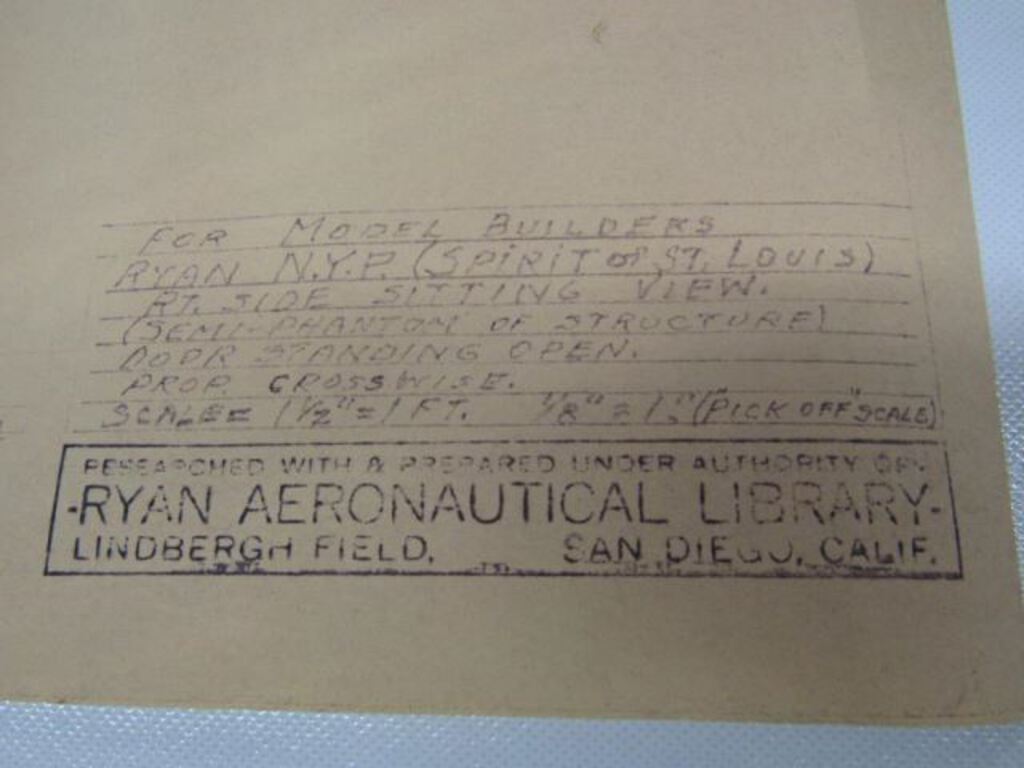 FOR MODEL BUILDERS
RYAN N.Y.P. (SPIRIT OF ST. LOUIS)
RT. SIDE SITTING VIEW.
(SEMI-PHANTOM OF STRUCTURE)
DOOR STANDING OPEN.
PROP. CROSSWISE.
SCALE = 1 1/2" = 1 FT. 1/8" = 1." ("PICK OFF" SCALE)
RESEARCHED WITH & PREPARED UNDER AUTHORITY OF-
-RYAN AERONAUTICAL LIBRARY-
LINDBERGH FIELD, SAN DIEGO, CALIF.